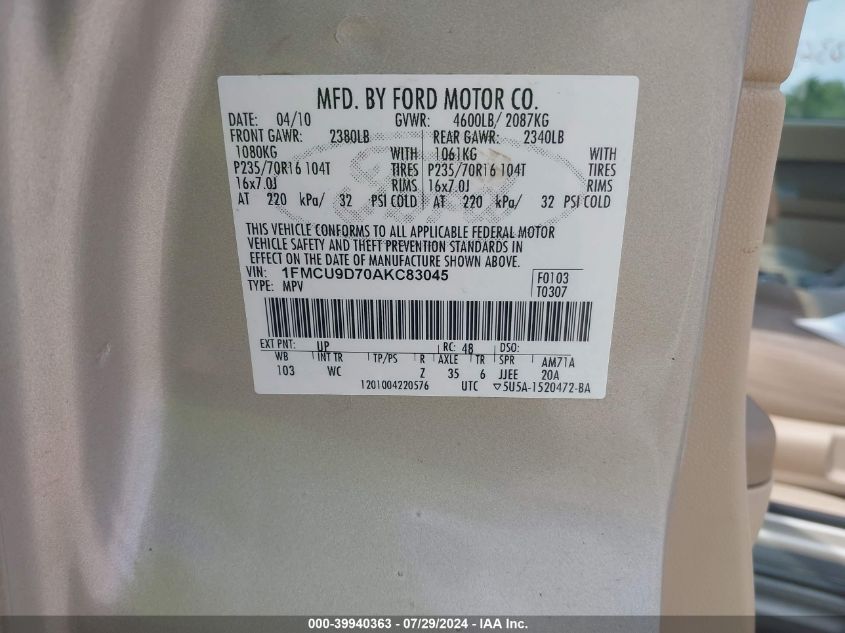 MFD. BY FORD MOTOR CO.
DATE: 04/10 GVWR: 4600LB/ 2087KG
FRONT GAWR: 2380LB REAR GAWR: 2340LB
1080KG WITH 1061KG WITH
P235/70R16 104T TIRES P235/70R16 104T TIRES
16x7.0J RIMS 16x7.0J RIMS
AT 220 kPa/ 32 PSI COLD AT 220 kPa/ 32 PSI COLD
THIS VEHICLE CONFORMS TO ALL APPLICABLE FEDERAL MOTOR
VEHICLE SAFETY AND THEFT PREVENTION STANDARDS IN
EFFECT ON THE DATE OF MANUFACTURE SHOWN ABOVE.
VIN: 1FMCU9D70AKC83045 F0103
TYPE: MPV T0307
EXT PNT: UP RC: 48 DSO:
WB INT TR TP/PS R AXLE TR SPR AM71A
103 WC Z 35 6 JJEE 20A
1201004220576 UTC ▽5U5A-1520472-BA
000-39940363 / 07/29/2024 - IAA Inc.